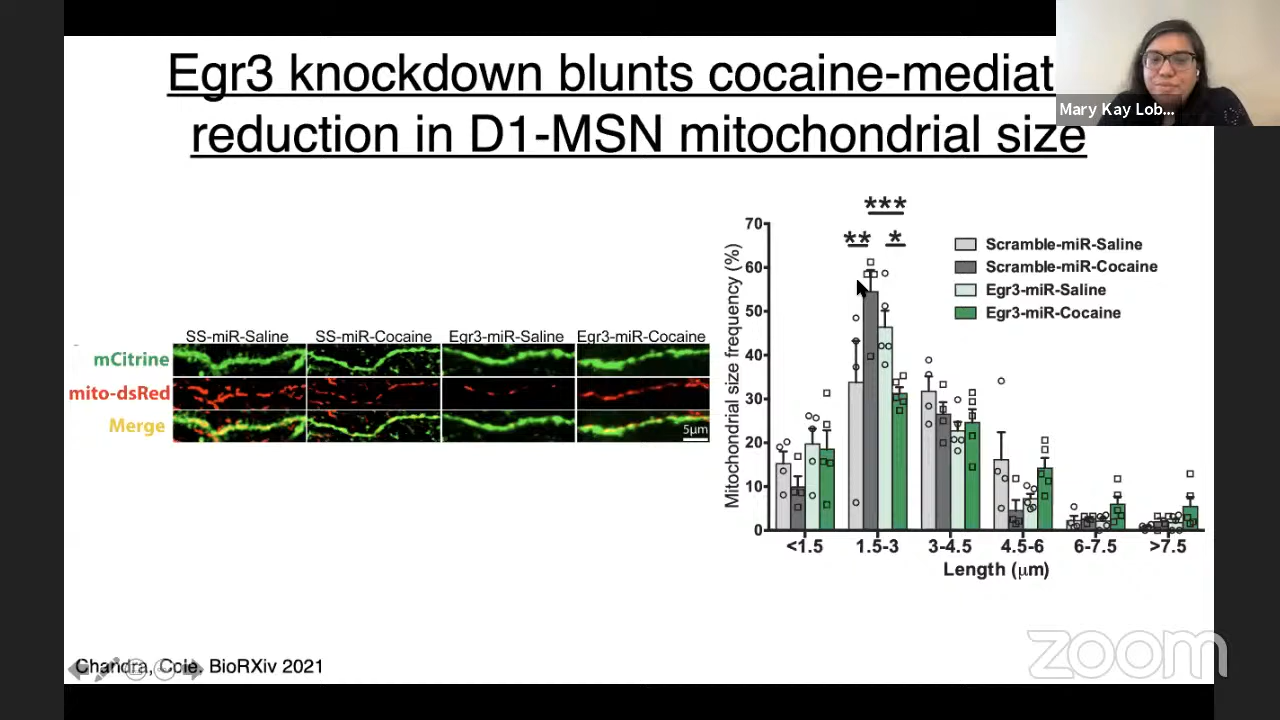 Egr3 knockdown blunts cocaine-mediat
reduction in D1-MSN mitochondrial size
Mary Kay Lob...
SS-miR-Saline SS-miR-Cocaine Egr3-miR-Saline Egr3-miR-Cocaine
mCitrine
mito-dsRed
Merge
5μm
Mitochondrial size frequency (%)
70
60
50
40
30
20
10
0
***
** *
Scramble-miR-Saline
Scramble-miR-Cocaine
Egr3-miR-Saline
Egr3-miR-Cocaine
<1.5 1.5-3 3-4.5 4.5-6 6-7.5 >7.5
Length (μm)
Chandra, Cole. BioRXiv 2021
zoom